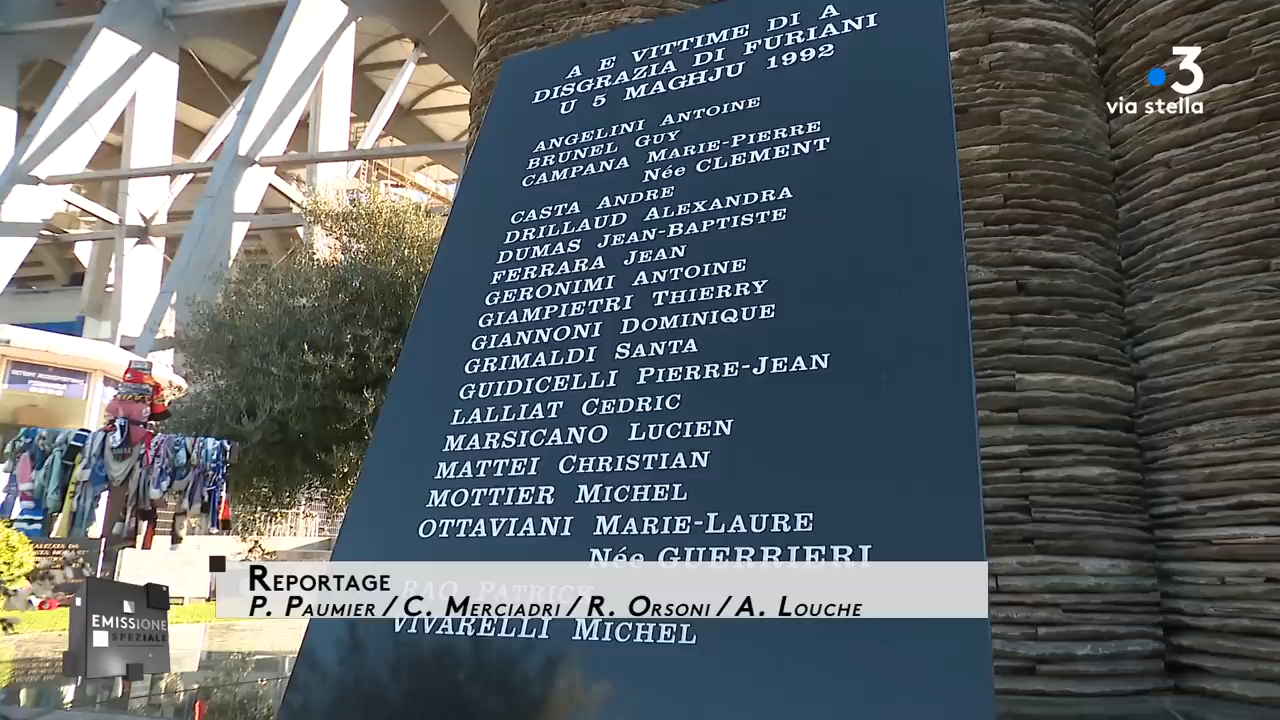 A E VITTIME DI A
DISGRAZIA DI FURIANI
U 5 MAGHJU 1992
ANGELINI ANTOINE
BRUNEL GUY
CAMPANA MARIE-PIERRE
Née CLEMENT
CASTA ANDRE
DRILLAUD ALEXANDRA
DUMAS JEAN-BAPTISTE
FERRARA JEAN
GERONIMI ANTOINE
GIAMPIETRI THIERRY
GIANNONI DOMINIQUE
GRIMALDI SANTA
GUIDICELLI PIERRE-JEAN
LALLIAT CEDRIC
MARSICANO LUCIEN
MATTEI CHRISTIAN
MOTTIER MICHEL
OTTAVIANI MARIE-LAURE
Née GUERRIERI
RAO PATRICK
VIVARELLI MICHEL
3
via stella
REPORTAGE
P. PAUMIER / C. MERCIADRI / R. ORSONI / A. LOUCHE
EMISSIONE
SPEZIALE